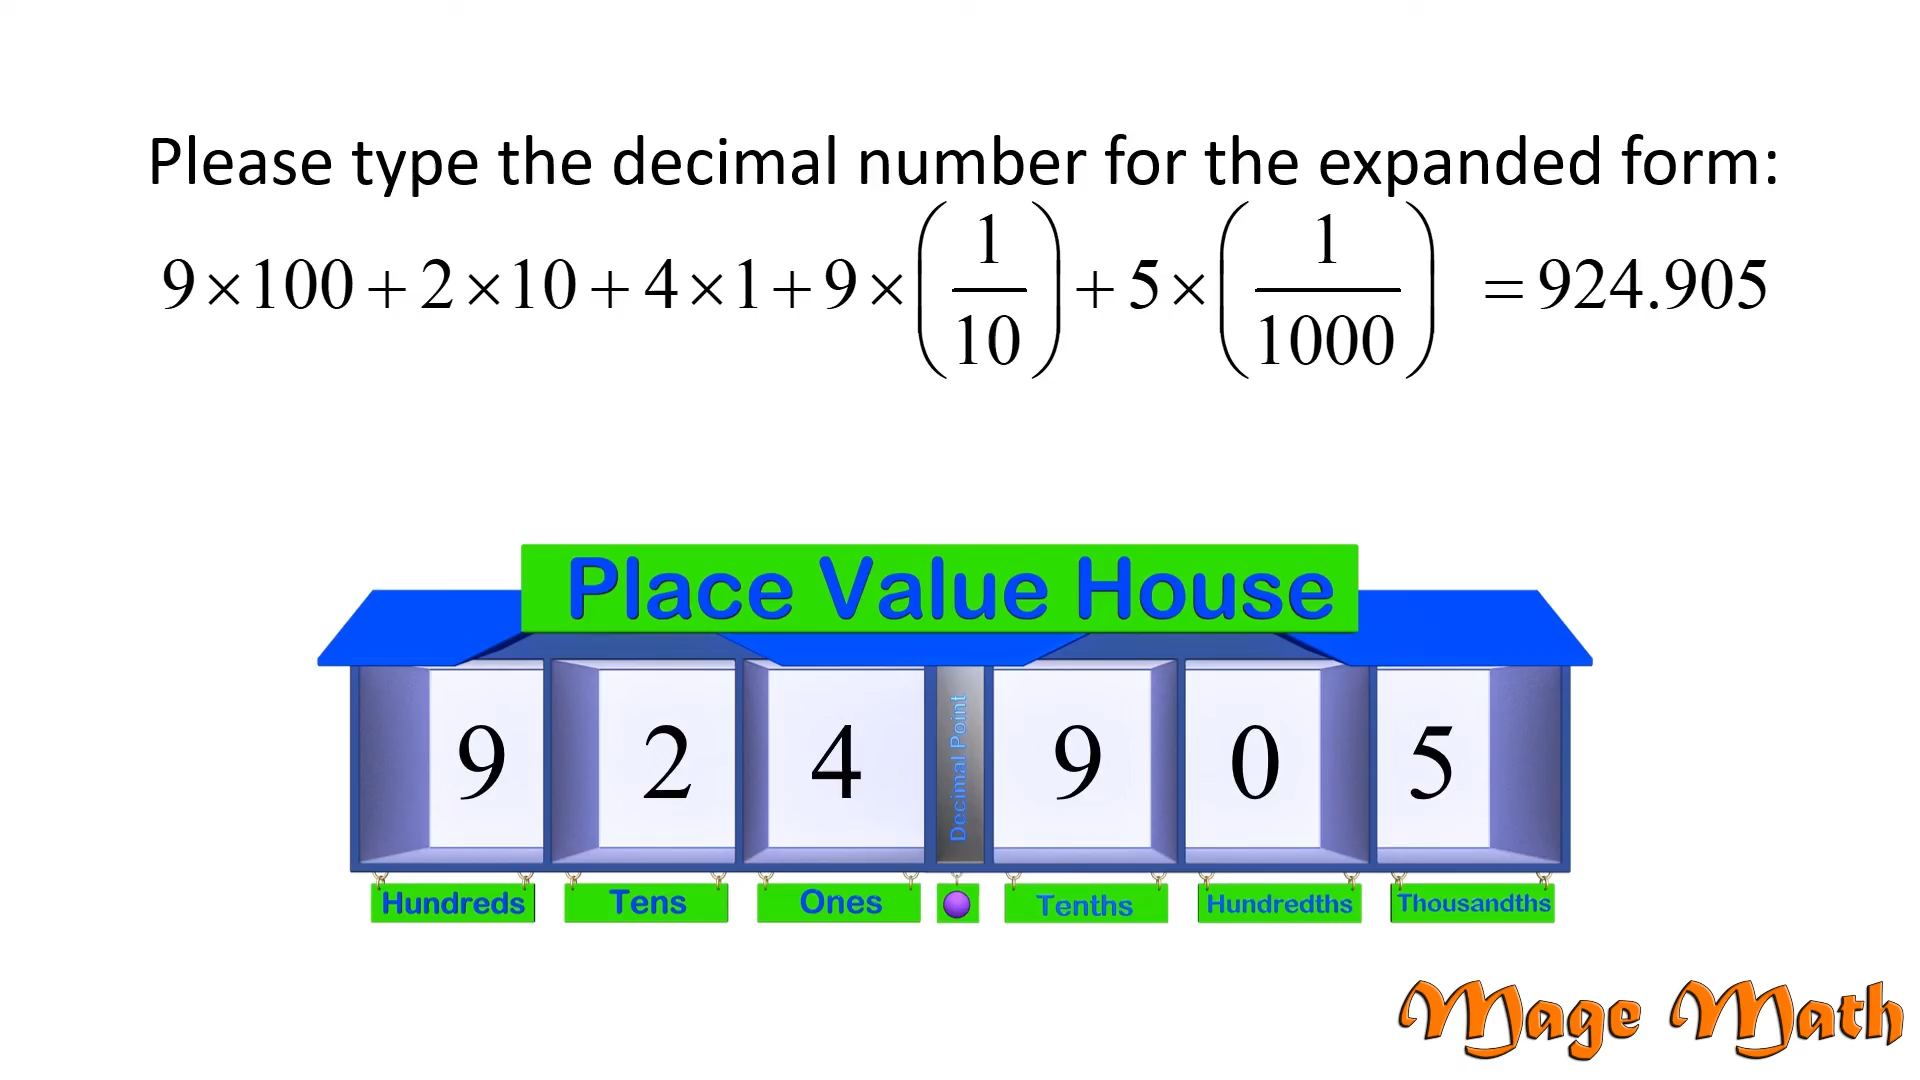 Please type the decimal number for the expanded form:
9×100+2×10+4×1+9×(1/10)+5×(1/1000) =924.905
Place Value House
9 2 4 Decimal Point 9 0 5
Hundreds Tens Ones Tenths Hundredths Thousandths
Mage Math